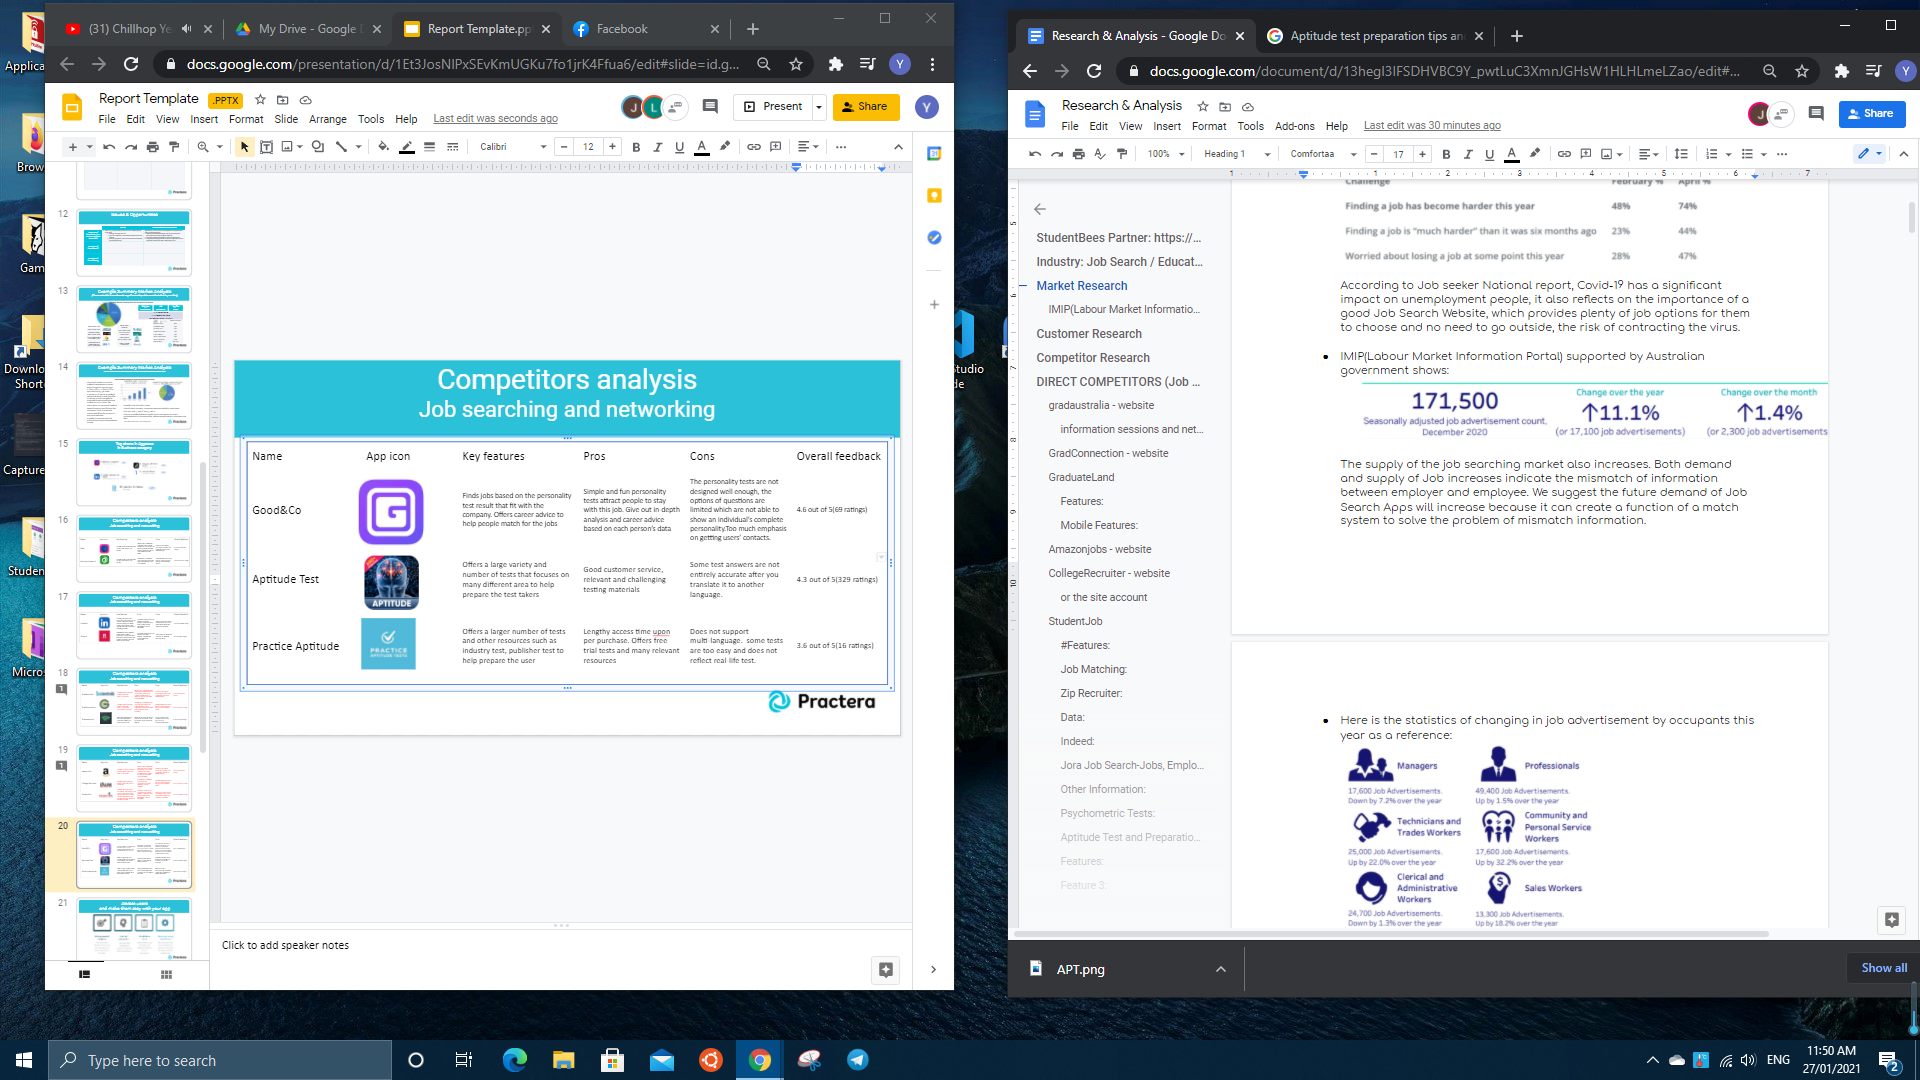 Applica
Brow
Gam
Downlo
Short
Capture
Studen
Micros
Studio
de
(31) Chillhop Ye
My Drive - Google D
Report Template.pp
Facebook
docs.google.com/presentation/d/1Et3JosNIPxSEvKmUGKu7fo1jrK4Ffua6/edit#slide=id.g...
Y
Report Template .PPTX
File Edit View Insert Format Slide Arrange Tools Help Last edit was seconds ago
J L
Present
Share
Y
Calibri
12
B I U A
12
13
14
15
16
17
18
19
20
21
Competitors analysis
Job searching and networking
Name App icon Key features Pros Cons Overall feedback
Good&Co
Finds jobs based on the personality
test result that fit with the
company. Offers career advice to
help people match for the jobs
Simple and fun personality
tests attract people to stay
with this job. Give out in-depth
analysis and career advice
based on each person's data
The personality tests are not
designed well enough, the
options of questions are
limited which are not able to
show an individual's complete
personality.Too much emphasis
on getting users' contacts.
4.6 out of 5(69 ratings)
Aptitude Test
APTITUDE
Offers a large variety and
number of tests that focuses on
many different area to help
prepare the test takers
Good customer service,
relevant and challenging
testing materials
Some test answers are not
entirely accurate after you
translate it to another
language.
4.3 out of 5(329 ratings)
Practice Aptitude
PRACTICE
APTITUDE TESTS
Offers a larger number of tests
and other resources such as
industry test, publisher test to
help prepare the user
Lengthy access time upon
per purchase. Offers free
trial tests and many relevant
resources
Does not support
multi-language. some tests
are too easy and does not
reflect real-life test.
3.6 out of 5(16 ratings)
Practera
Click to add speaker notes
Research & Analysis - Google Do
Aptitude test preparation tips an
docs.google.com/document/d/13hegI3IFSDHVBC9Y_pwtLuC3XmnJGHsW1HLHLmeLZao/edit#...
Y
Research & Analysis
File Edit View Insert Format Tools Add-ons Help Last edit was 30 minutes ago
J
Share
100%
Heading 1
Comfortaa
17
B I U A
StudentBees Partner: https://...
Industry: Job Search / Educat...
Market Research
IMIP(Labour Market Informatio...
Customer Research
Competitor Research
DIRECT COMPETITORS (Job ...
gradaustralia - website
information sessions and net...
GradConnection - website
GraduateLand
Features:
Mobile Features:
Amazonjobs - website
CollegeRecruiter - website
or the site account
StudentJob
#Features:
Job Matching:
Zip Recruiter:
Data:
Indeed:
Jora Job Search-Jobs, Emplo...
Other Information:
Psychometric Tests:
Aptitude Test and Preparatio...
Features:
Feature 3:
Challenge February % April %
Finding a job has become harder this year 48% 74%
Finding a job is "much harder" than it was six months ago 23% 44%
Worried about losing a job at some point this year 28% 47%
According to Job seeker National report, Covid-19 has a significant
impact on unemployment people, it also reflects on the importance of a
good Job Search Website, which provides plenty of job options for them
to choose and no need to go outside, the risk of contracting the virus.
IMIP(Labour Market Information Portal) supported by Australian
government shows:
171,500
Seasonally adjusted job advertisement count,
December 2020
Change over the year
↑11.1%
(or 17,100 job advertisements)
Change over the month
↑1.4%
(or 2,300 job advertisements
The supply of the job searching market also increases. Both demand
and supply of Job increases indicate the mismatch of information
between employer and employee. We suggest the future demand of Job
Search Apps will increase because it can create a function of a match
system to solve the problem of mismatch information.
Here is the statistics of changing in job advertisement by occupants this
year as a reference:
Managers
17,600 Job Advertisements.
Down by 7.2% over the year
Professionals
49,400 Job Advertisements.
Up by 1.5% over the year
Technicians and
Trades Workers
25,000 Job Advertisements.
Up by 22.0% over the year
Community and
Personal Service
Workers
17,600 Job Advertisements.
Up by 32.2% over the year
Clerical and
Administrative
Workers
24,700 Job Advertisements.
Down by 1.3% over the year
Sales Workers
13,300 Job Advertisements.
Up by 18.2% over the year
APT.png
Show all
Type here to search
ENG
11:50 AM
27/01/2021
2